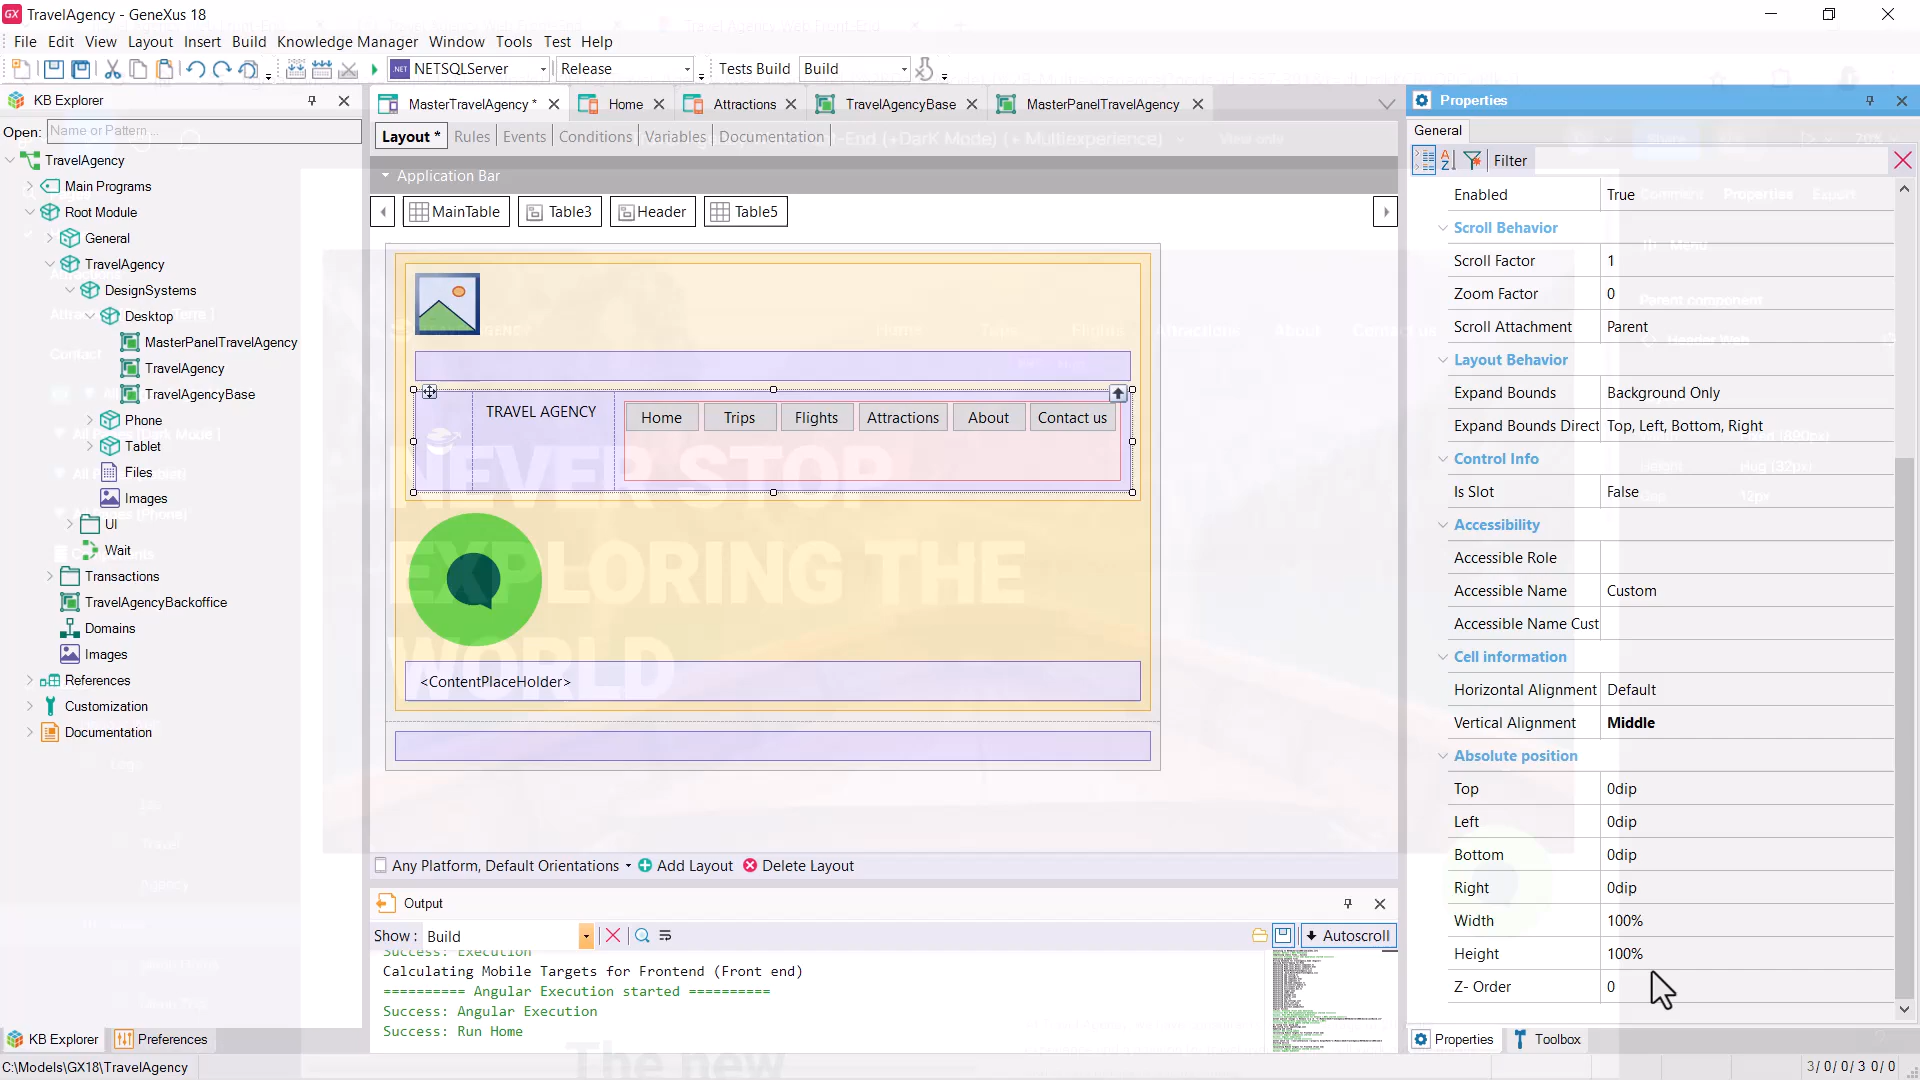 TravelAgency - GeneXus 18
File Edit View Layout Insert Build Knowledge Manager Window Tools Test Help
NETSQLServer Release Tests Build Build
KB Explorer
Open: Name or Pattern...
TravelAgency
Main Programs
Root Module
General
TravelAgency
DesignSystems
Desktop
MasterPanelTravelAgency
TravelAgency
TravelAgencyBase
Phone
Tablet
Files
Images
UI
Wait
Transactions
TravelAgencyBackoffice
Domains
Images
References
Customization
Documentation
KB Explorer Preferences
MasterTravelAgency * Home Attractions TravelAgencyBase MasterPanelTravelAgency
Layout * Rules Events Conditions Variables Documentation
Application Bar
MainTable Table3 Header Table5
TRAVEL AGENCY Home Trips Flights Attractions About Contact us
NEVER STOP
EXPLORING THE
WORLD
<ContentPlaceHolder>
Any Platform, Default Orientations Add Layout Delete Layout
Output
Show : Build Autoscroll
Success: Execution
Calculating Mobile Targets for Frontend (Front end)
========== Angular Execution started ==========
Success: Angular Execution
Success: Run Home
The new
Properties
General
Filter
Enabled True
Scroll Behavior
Scroll Factor 1
Zoom Factor 0
Scroll Attachment Parent
Layout Behavior
Expand Bounds Background Only
Expand Bounds Direct Top, Left, Bottom, Right
Control Info
Is Slot False
Accessibility
Accessible Role
Accessible Name Custom
Accessible Name Cust
Cell information
Horizontal Alignment Default
Vertical Alignment Middle
Absolute position
Top 0dip
Left 0dip
Bottom 0dip
Right 0dip
Width 100%
Height 100%
Z- Order 0
Properties Toolbox
C:\Models\GX18\TravelAgency
3/ 0/ 0/ 3 0/ 0